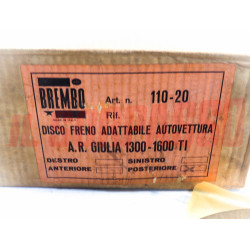 BREMBO
Art. n. 110-20
Rif.
DISCO FRENO ADATTABILE AUTOVETTURA
A.R. GIULIA 1300-1600 TI
DESTRO SINISTRO
ANTERIORE POSTERIORE